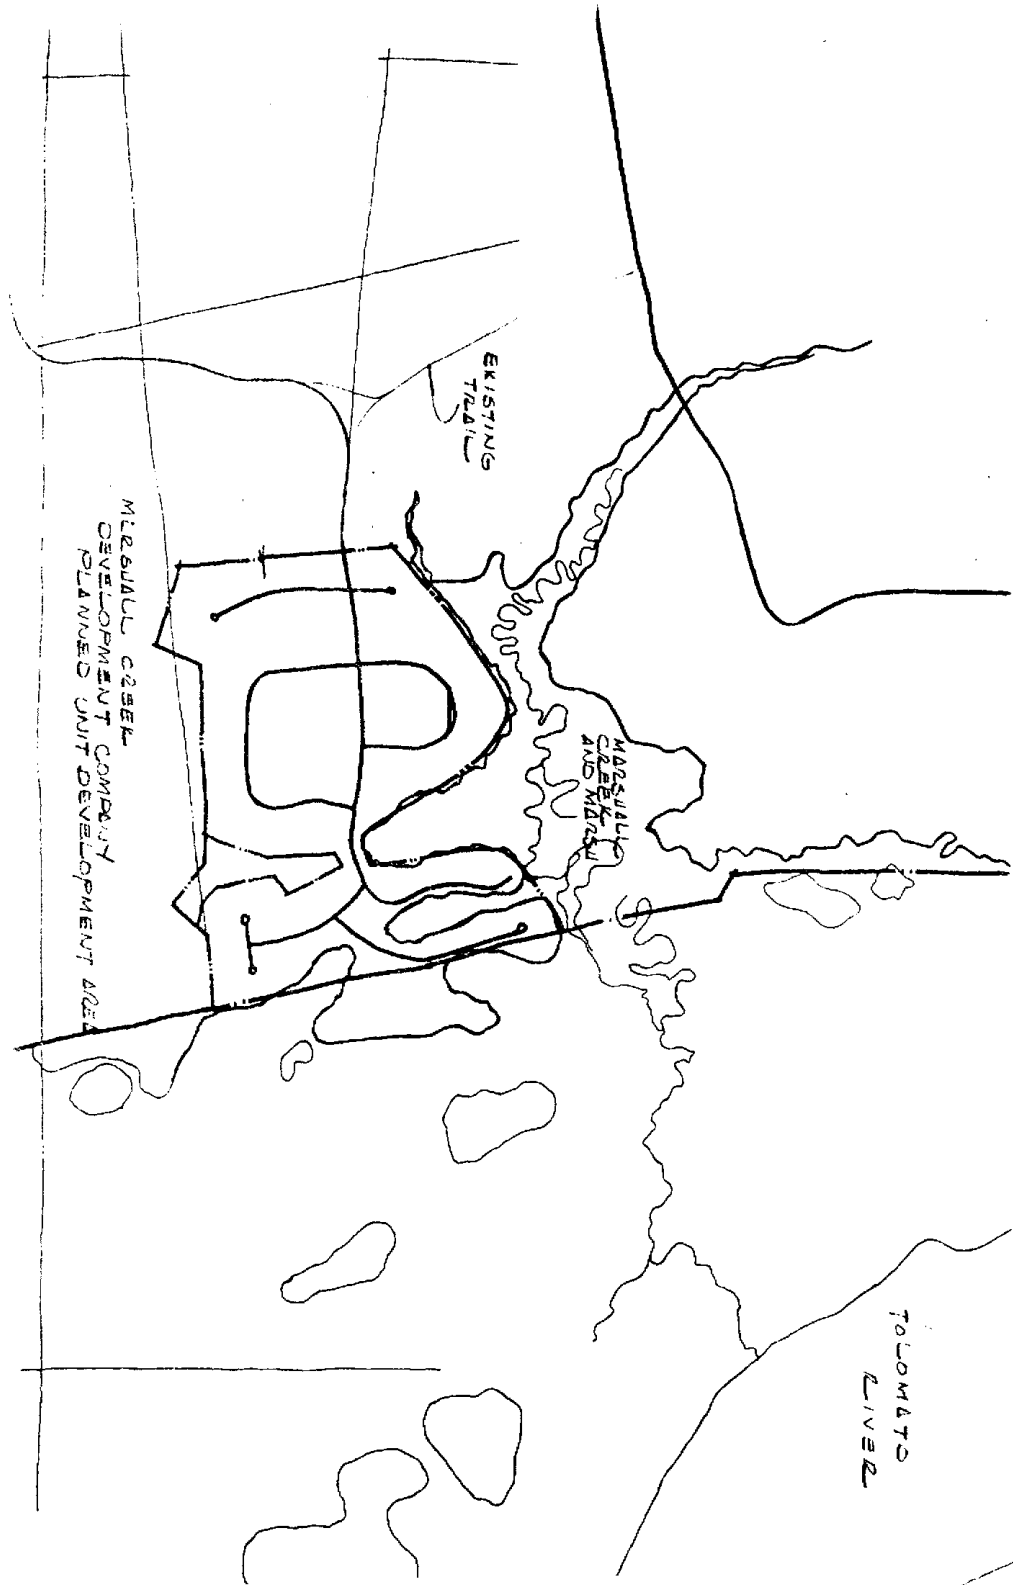 EXISTING
TRAIL
MARSHALL
CREEK
AND MARSH
MARSHALL CREEK
DEVELOPMENT COMPANY
PLANNED UNIT DEVELOPMENT AREA
TOLOMATO
RIVER